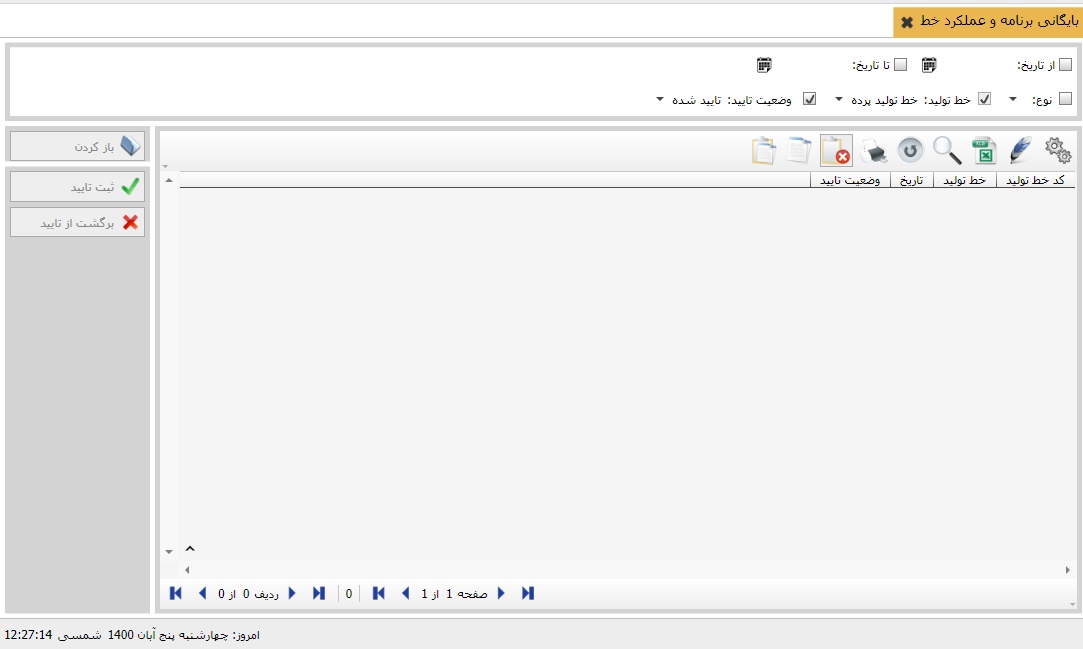 بایگانی برنامه و عملکرد خط
از تاریخ: تا تاریخ:
نوع: خط تولید: خط تولید پرده وضعیت تایید: تایید شده
باز کردن
ثبت تایید
برگشت از تایید
کد خط تولید خط تولید تاریخ وضعیت تایید
صفحه 1 از 1 0 ردیف 0 از 0
امروز: چهارشنبه پنج آبان 1400 شمسی 12:27:14